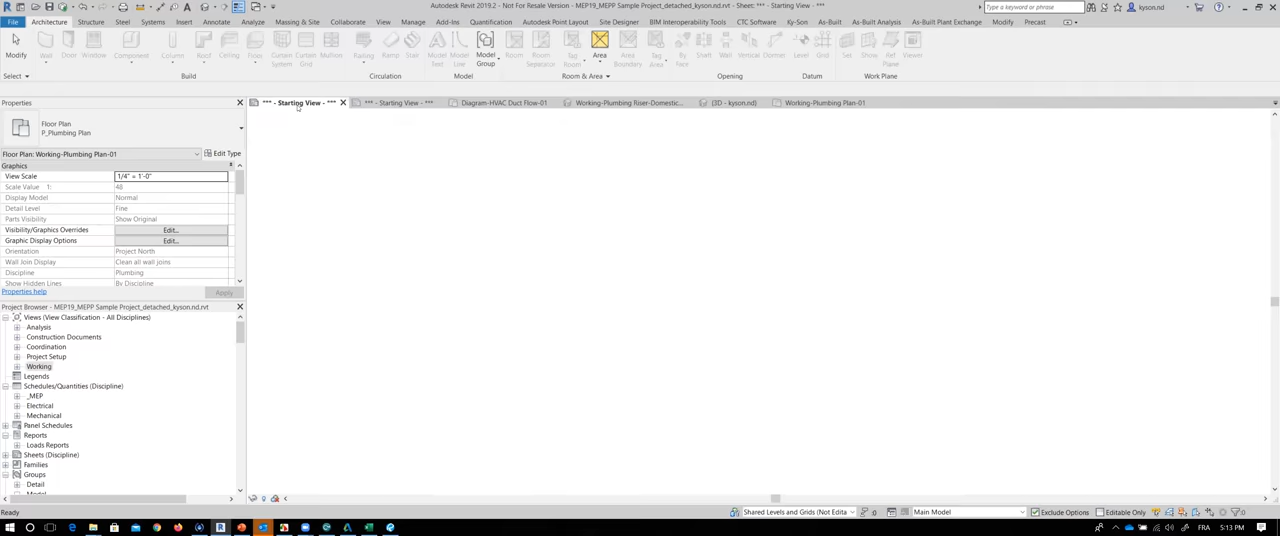 Autodesk Revit 2019.2 - Not For Resale Version - MEP19_MEPP Sample Project_detached_kyson.nd.rvt - Sheet: *** - Starting View - ***
Type a keyword or phrase
kyson.nd
File Architecture Structure Steel Systems Insert Annotate Analyze Massing & Site Collaborate View Manage Add-Ins Quantification Autodesk Point Layout Site Designer BIM Interoperability Tools CTC Software Ky-Son As-Built As-Built Analysis As-Built Plant Exchange Modify Precast
Modify Wall Door Window Component Column Roof Ceiling Floor Curtain System Curtain Grid Mullion Railing Ramp Stair Model Text Model Line Model Group Room Room Separator Tag Room Area Area Boundary Tag Area By Face Shaft Wall Vertical Dormer Level Grid Set Show Ref Plane Viewer
Select Build Circulation Model Room & Area Opening Datum Work Plane
Properties
*** - Starting View - ***
*** - Starting View - ***
Diagram-HVAC Duct Flow-01
Working-Plumbing Riser-Domestic...
(3D - kyson.nd)
Working-Plumbing Plan-01
Floor Plan
P_Plumbing Plan
Floor Plan: Working-Plumbing Plan-01 Edit Type
Graphics
View Scale 1/4" = 1'-0"
Scale Value 1: 48
Display Model Normal
Detail Level Fine
Parts Visibility Show Original
Visibility/Graphics Overrides Edit...
Graphic Display Options Edit...
Orientation Project North
Wall Join Display Clean all wall joins
Discipline Plumbing
Show Hidden Lines By Discipline
Properties help Apply
Project Browser - MEP19_MEPP Sample Project_detached_kyson.nd.rvt
Views (View Classification - All Disciplines)
Analysis
Construction Documents
Coordination
Project Setup
Working
Legends
Schedules/Quantities (Discipline)
_MEP
Electrical
Mechanical
Panel Schedules
Reports
Loads Reports
Sheets (Discipline)
Families
Groups
Detail
Model
Ready
Shared Levels and Grids (Not Edita
:0
Main Model
Exclude Options
Editable Only
:0
FRA
5:13 PM